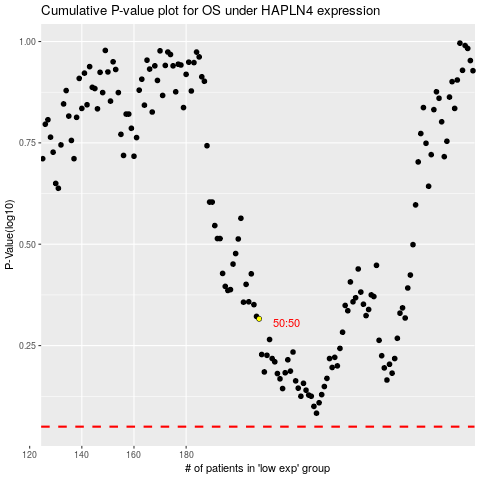 Cumulative P-value plot for OS under HAPLN4 expression
P-Value(log10)
1.00
0.75
0.50
0.25
50:50
120 140 160 180
# of patients in 'low exp' group